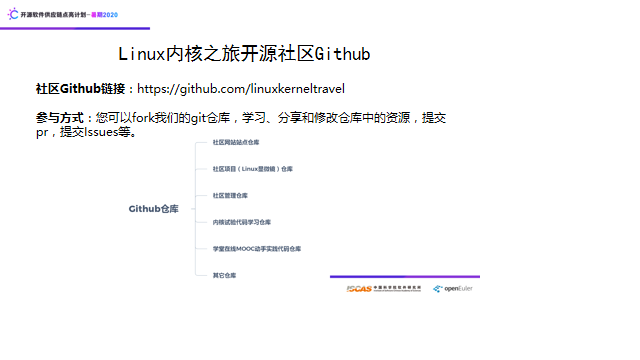 开源软件供应链点亮计划-暑期2020
Linux内核之旅开源社区Github
社区Github链接：https://github.com/linuxkerneltravel
参与方式：您可以fork我们的git仓库，学习、分享和修改仓库中的资源，提交
pr，提交Issues等。
社区网站站点仓库
社区项目（Linux显微镜）仓库
社区管理仓库
Github仓库
内核试验代码学习仓库
学堂在线MOOC动手实践代码仓库
其它仓库
ISCAS 中国科学院软件研究所
openEuler